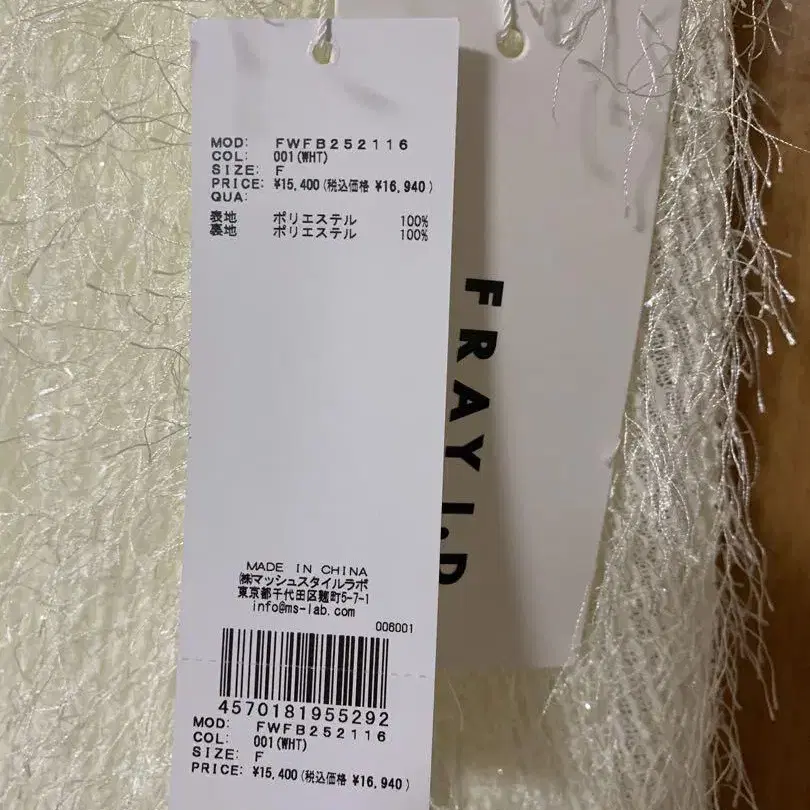 MOD: FWFB252116
COL: 001(WHT)
SIZE: F
PRICE: ¥15,400(税込価格 ¥16,940)
QUA:
表地 ポリエステル 100%
裏地 ポリエステル 100%
MADE IN CHINA
㈱マッシュスタイルラボ
東京都千代田区麹町5-7-1
info@ms-lab.com
006001
4570181955292
MOD: FWFB252116
COL: 001(WHT)
SIZE: F
PRICE: ¥15,400(税込価格 ¥16,940)
FRAY I.D